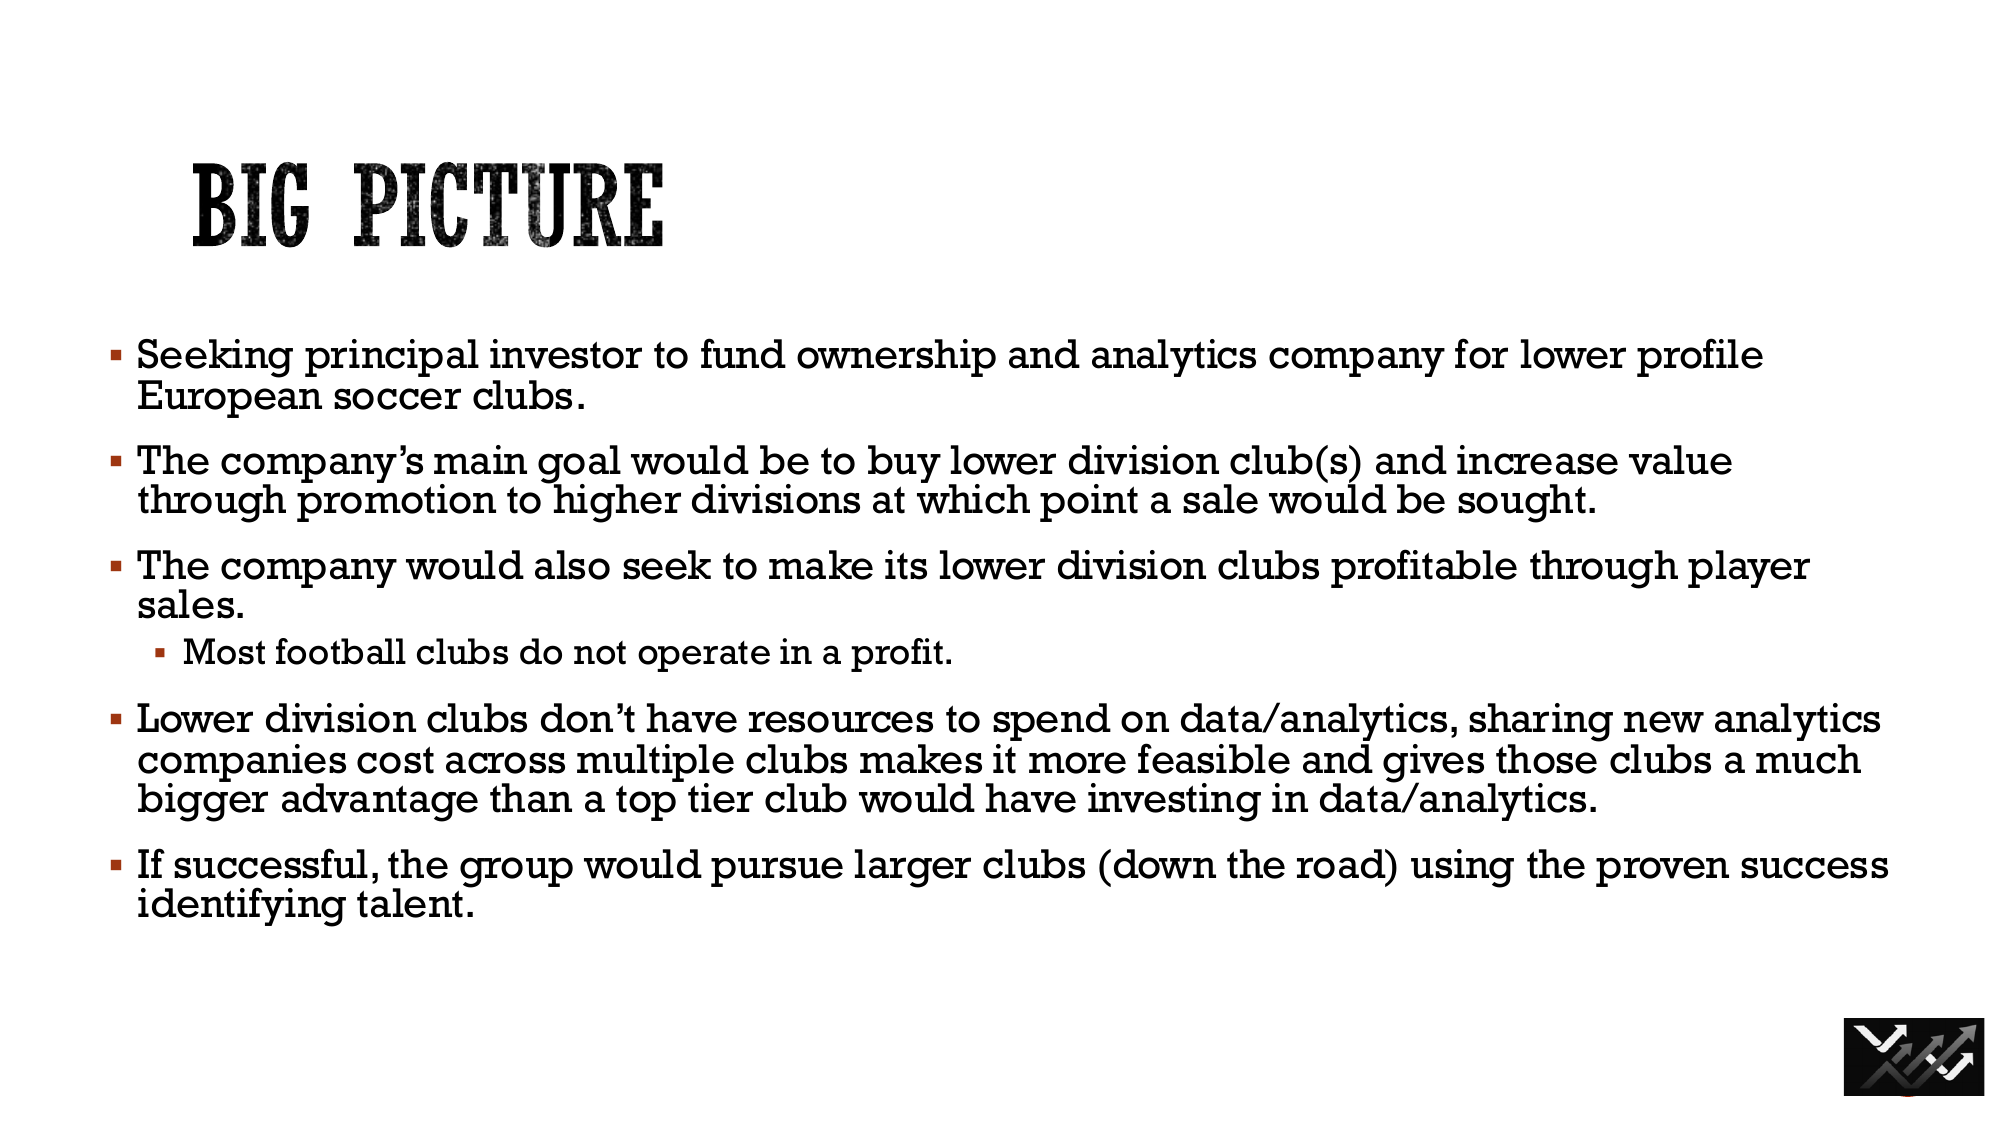 BIG PICTURE
▪ Seeking principal investor to fund ownership and analytics company for lower profile
European soccer clubs.
▪ The company’s main goal would be to buy lower division club(s) and increase value
through promotion to higher divisions at which point a sale would be sought.
▪ The company would also seek to make its lower division clubs profitable through player
sales.
▪ Most football clubs do not operate in a profit.
▪ Lower division clubs don’t have resources to spend on data/analytics, sharing new analytics
companies cost across multiple clubs makes it more feasible and gives those clubs a much
bigger advantage than a top tier club would have investing in data/analytics.
▪ If successful, the group would pursue larger clubs (down the road) using the proven success
identifying talent.